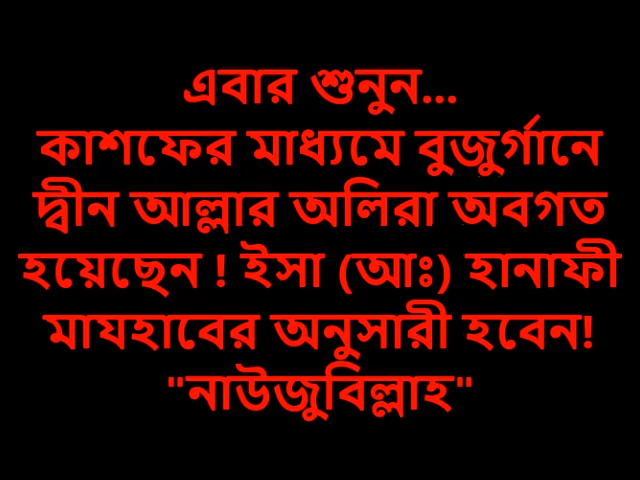 এবার শুনুন...
কাশফের মাধ্যমে বুজুর্গানে
দ্বীন আল্লার অলিরা অবগত
হয়েছেন ! ইসা (আঃ) হানাফী
মাযহাবের অনুসারী হবেন!
"নাউজুবিল্লাহ"